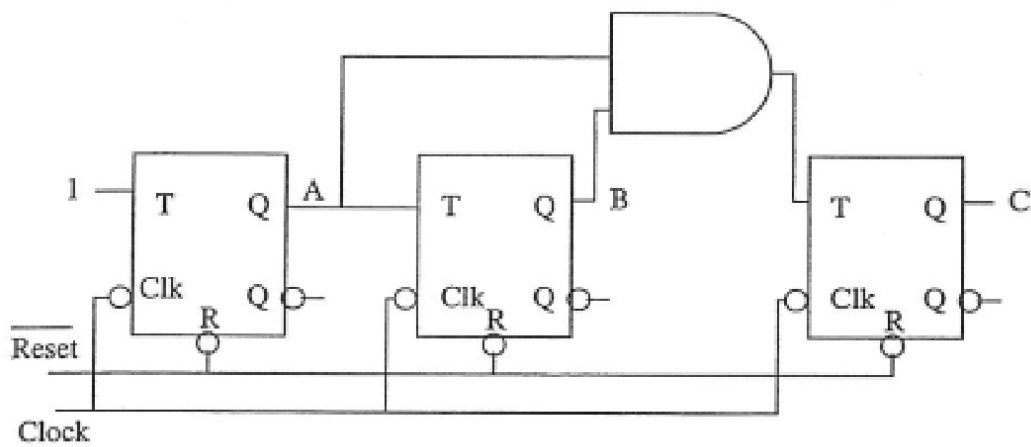 1 T Q A T Q B T Q C
Clk Q Clk Q Clk Q
R R R
Reset
Clock